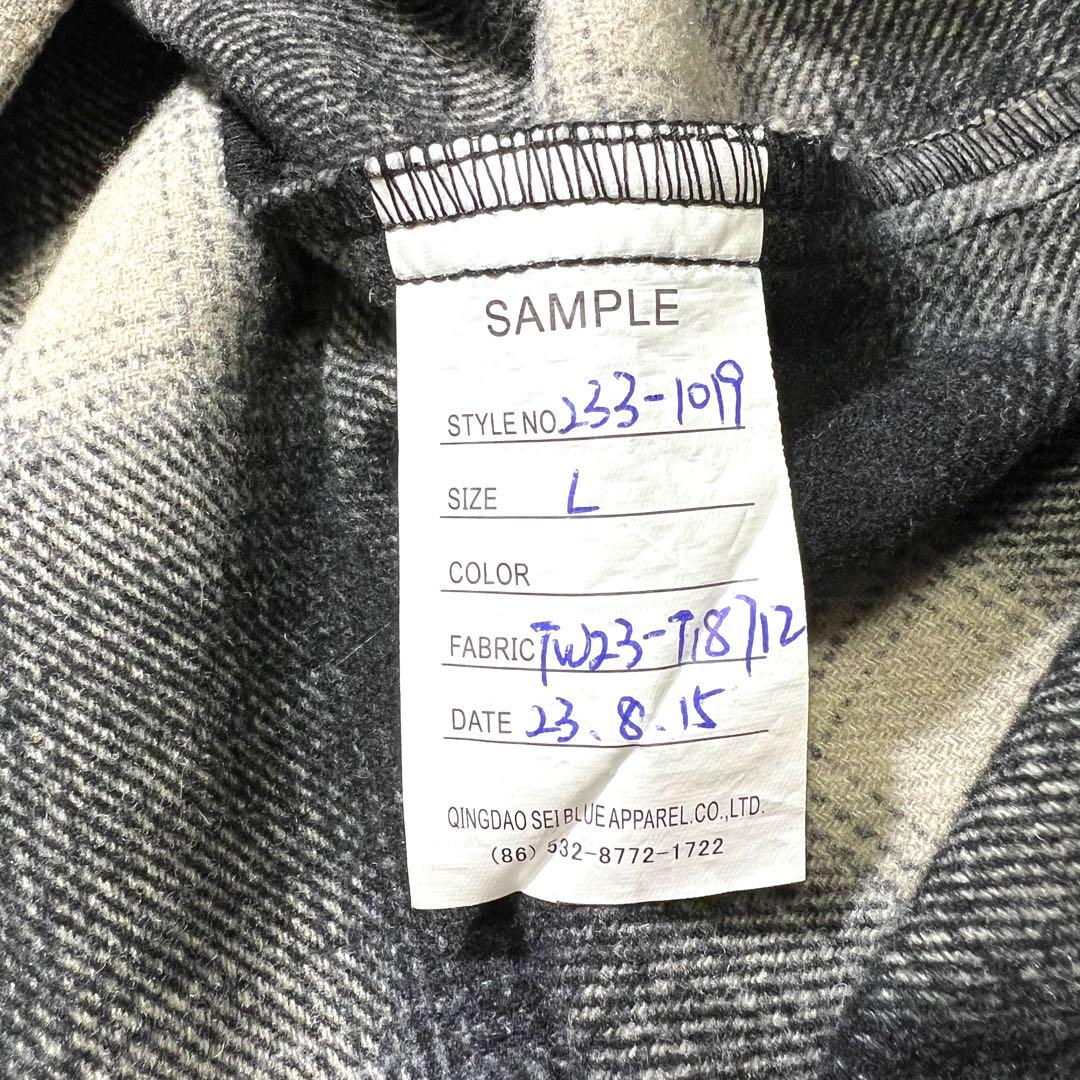 SAMPLE
STYLE NO. 233-1019
SIZE L
COLOR
FABRIC TW23-T18712
DATE 23.8.15
QINGDAO SEI BLUE APPAREL.CO.,LTD.
(86) 532-8772-1722